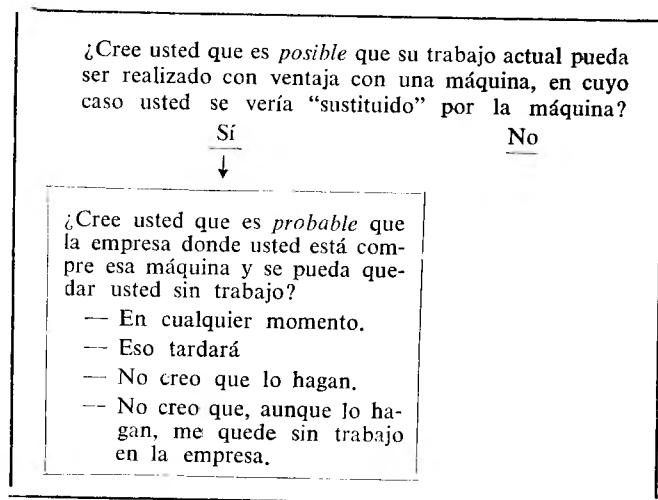 ¿Cree usted que es posible que su trabajo actual pueda
ser realizado con ventaja con una máquina, en cuyo
caso usted se vería “sustituido” por la máquina?
Sí No
¿Cree usted que es probable que
la empresa donde usted está com-
pre esa máquina y se pueda que-
dar usted sin trabajo?
— En cualquier momento.
— Eso tardará
— No creo que lo hagan.
— No creo que, aunque lo ha-
gan, me quede sin trabajo
en la empresa.